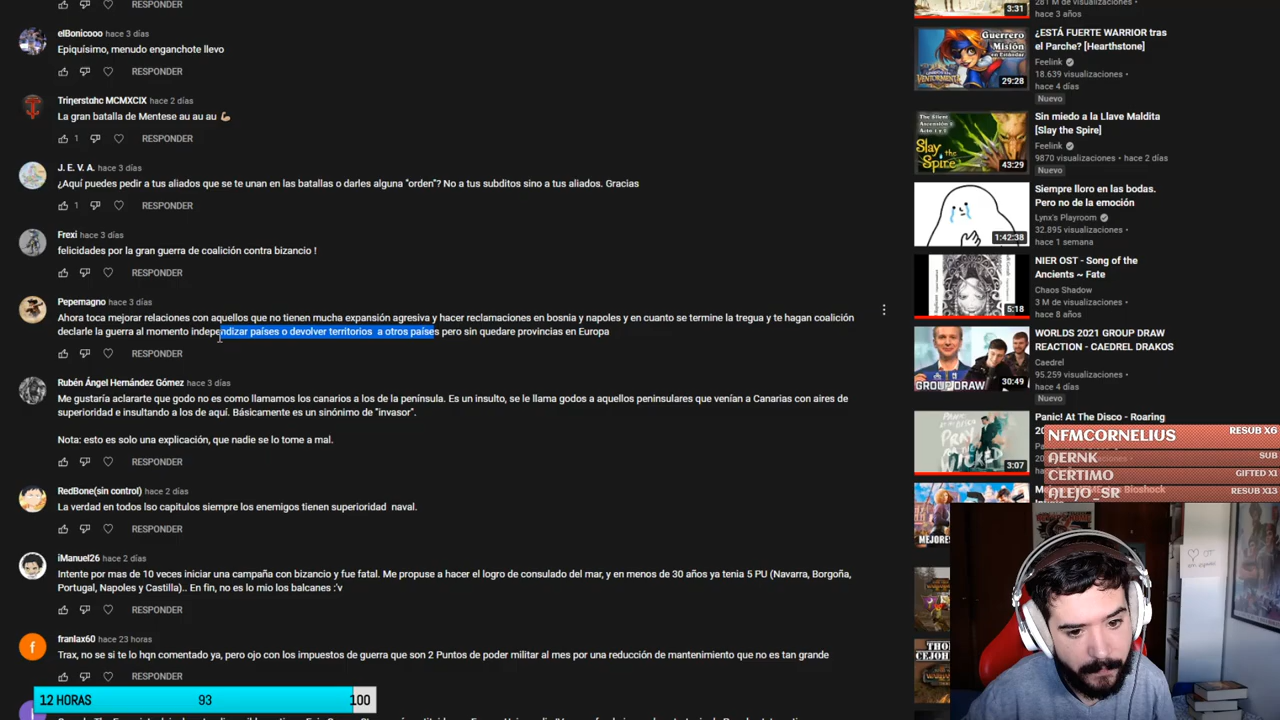 RESPONDER
elBonicooo hace 3 días
Epiquísimo, menudo enganchote llevo
RESPONDER
Triηerstαhc MCMXCIX hace 2 días
La gran batalla de Mentese au au au 💪🏼
1 RESPONDER
J. E. V. A. hace 3 días
¿Aquí puedes pedir a tus aliados que se te unan en las batallas o darles alguna "orden"? No a tus subditos sino a tus aliados. Gracias
1 RESPONDER
Frexi hace 3 días
felicidades por la gran guerra de coalición contra bizancio !
RESPONDER
Pepemagno hace 3 días
Ahora toca mejorar relaciones con aquellos que no tienen mucha expansión agresiva y hacer reclamaciones en bosnia y napoles y en cuanto se termine la tregua y te hagan coalición
declarle la guerra al momento independizar países o devolver territorios a otros países pero sin quedare provincias en Europa
RESPONDER
Rubén Ángel Hernández Gómez hace 3 días
Me gustaría aclararte que godo no es como llamamos los canarios a los de la península. Es un insulto, se le llama godos a aquellos peninsulares que venían a Canarias con aires de
superioridad e insultando a los de aquí. Básicamente es un sinónimo de "invasor".
Nota: esto es solo una explicación, que nadie se lo tome a mal.
RESPONDER
RedBone(sin control) hace 2 días
La verdad en todos lso capitulos siempre los enemigos tienen superioridad naval.
RESPONDER
iManuel26 hace 2 días
Intente por mas de 10 veces iniciar una campaña con bizancio y fue fatal. Me propuse a hacer el logro de consulado del mar, y en menos de 30 años ya tenia 5 PU (Navarra, Borgoña,
Portugal, Napoles y Castilla).. En fin, no es lo mio los balcanes :'v
RESPONDER
franlax60 hace 23 horas
Trax, no se si te lo hqn comentado ya, pero ojo con los impuestos de guerra que son 2 Puntos de poder militar al mes por una reducción de mantenimiento que no es tan grande
RESPONDER
12 HORAS 93 100
281 M de visualizaciones •
hace 3 años
3:31
¿ESTÁ FUERTE WARRIOR tras
el Parche? [Hearthstone]
Feelink
18.639 visualizaciones •
hace 4 días
Nuevo
Guerrero
Misión
en Estándar
29:28
Sin miedo a la Llave Maldita
[Slay the Spire]
Feelink
9870 visualizaciones • hace 2 días
Nuevo
The Silent
Ascensión
Acto 1 y 2
Slay the Spire
43:29
Siempre lloro en las bodas.
Pero no de la emoción
Lynx's Playroom
32.895 visualizaciones •
hace 1 semana
1:42:38
NIER OST - Song of the
Ancients ~ Fate
Chaos Shadow
3 M de visualizaciones •
hace 8 años
5:18
WORLDS 2021 GROUP DRAW
REACTION - CAEDREL DRAKOS
Caedrel
95.259 visualizaciones •
hace 4 días
Nuevo
GROUP DRAW
30:49
Panic! At The Disco - Roaring
3:07
NFMCORNELIUS RESUB X6
AERNK SUB
CERTIMO GIFTED X1
ALEJO_SR RESUB X13
Bioshock
MEJORES